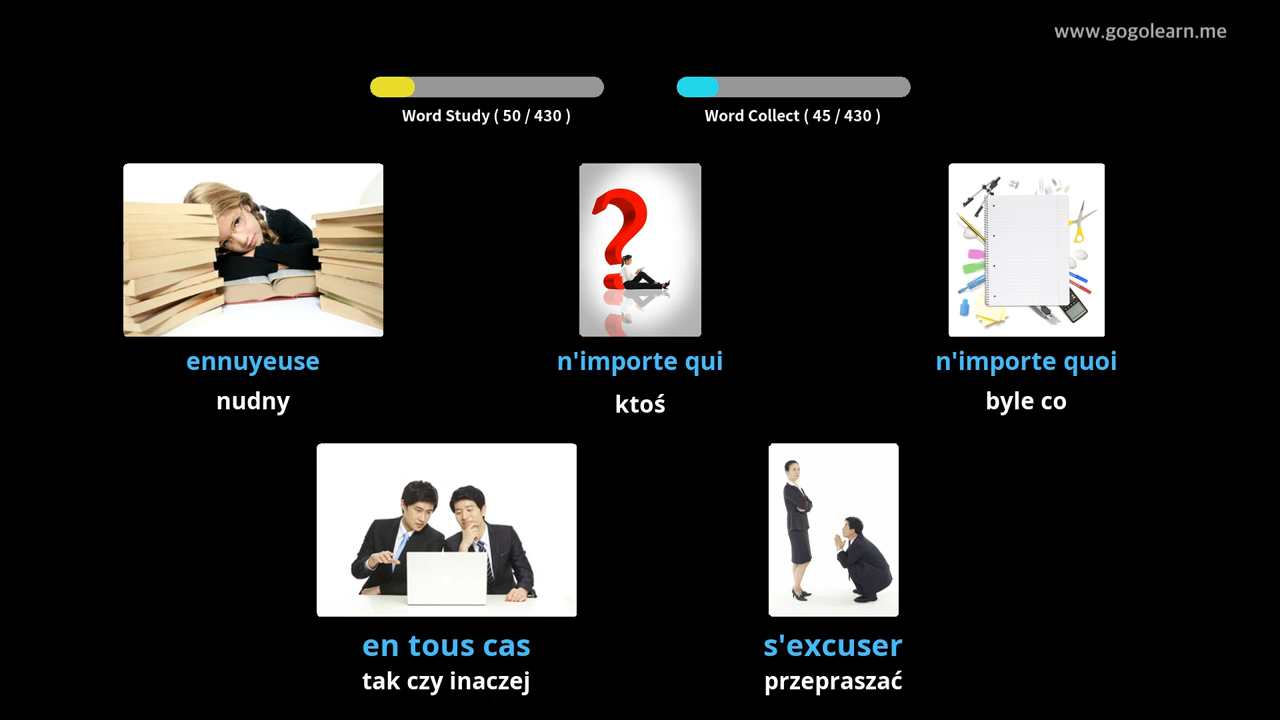 www.gogolearn.me
Word Study ( 50 / 430 )
Word Collect ( 45 / 430 )
ennuyeuse
nudny
n'importe qui
ktoś
n'importe quoi
byle co
en tous cas
tak czy inaczej
s'excuser
przepraszać